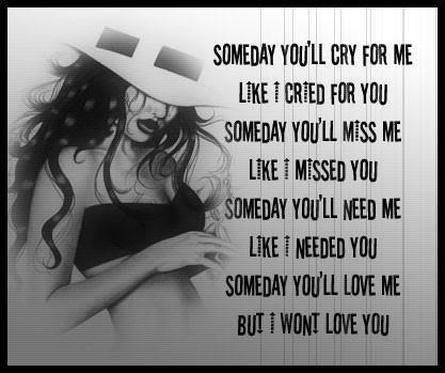 SOMEDAY YOU'LL CRY FOR ME
LIKE I CRIED FOR YOU
SOMEDAY YOU'LL MISS ME
LIKE I MISSED YOU
SOMEDAY YOU'LL NEED ME
LIKE I NEEDED YOU
SOMEDAY YOU'LL LOVE ME
BUT I WONT LOVE YOU